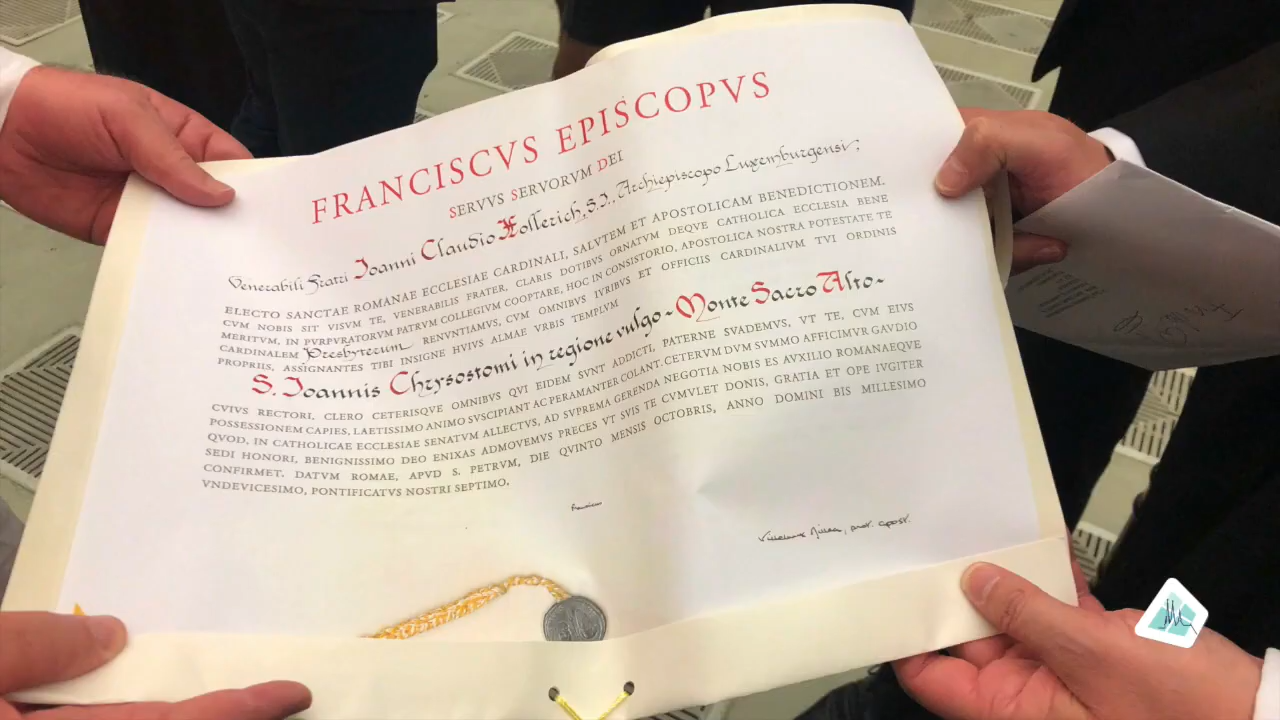 FRANCISCVS EPISCOPVS
SERVVS SERVORVM DEI
Venerabili Fratri Ioanni Claudio Hollerich, S.I., Archiepiscopo Luxemburgensi,
ELECTO SANCTAE ROMANAE ECCLESIAE CARDINALI, SALVTEM ET APOSTOLICAM BENEDICTIONEM.
CVM NOBIS SIT VISVM TE, VENERABILIS FRATER, CLARIS DOTIBVS ORNATVM DEQVE CATHOLICA ECCLESIA BENE
MERITVM, IN PVRPVRATORVM PATRVM COLLEGIVM COOPTARE, HOC IN CONSISTORIO, APOSTOLICA NOSTRA POTESTATE TE
CARDINALEM Presbyterum RENVNTIAMVS, CVM OMNIBVS IVRIBVS ET OFFICIIS CARDINALIVM TVI ORDINIS
PROPRIIS, ASSIGNANTES TIBI INSIGNE HVIVS ALMAE VRBIS TEMPLVM
S. Ioannis Chrysostomi in regione vulgo ~ Monte Sacro Alto ~
CVIVS RECTORI, CLERO CETERISQVE OMNIBVS QVI EIDEM SVNT ADDICTI, PATERNE SVADEMVS, VT TE, CVM EIVS
POSSESSIONEM CAPIES, LAETISSIMO ANIMO SVSCIPIANT AC PERAMANTER COLANT. CETERVM DVM SVMMO AFFICIMVR GAVDIO
QVOD, IN CATHOLICAE ECCLESIAE SENATVM ALLECTVS, AD SVPREMA GERENDA NEGOTIA NOBIS ES AVXILIO ROMANAEQVE
SEDI HONORI, BENIGNISSIMO DEO ENIXAS ADMOVEMVS PRECES VT SVIS TE CVMVLET DONIS, GRATIA ET OPE IVGITER
CONFIRMET. DATVM ROMAE, APVD S. PETRVM, DIE QVINTO MENSIS OCTOBRIS, ANNO DOMINI BIS MILLESIMO
VNDEVICESIMO, PONTIFICATVS NOSTRI SEPTIMO.
Franciscus
prot. apost.